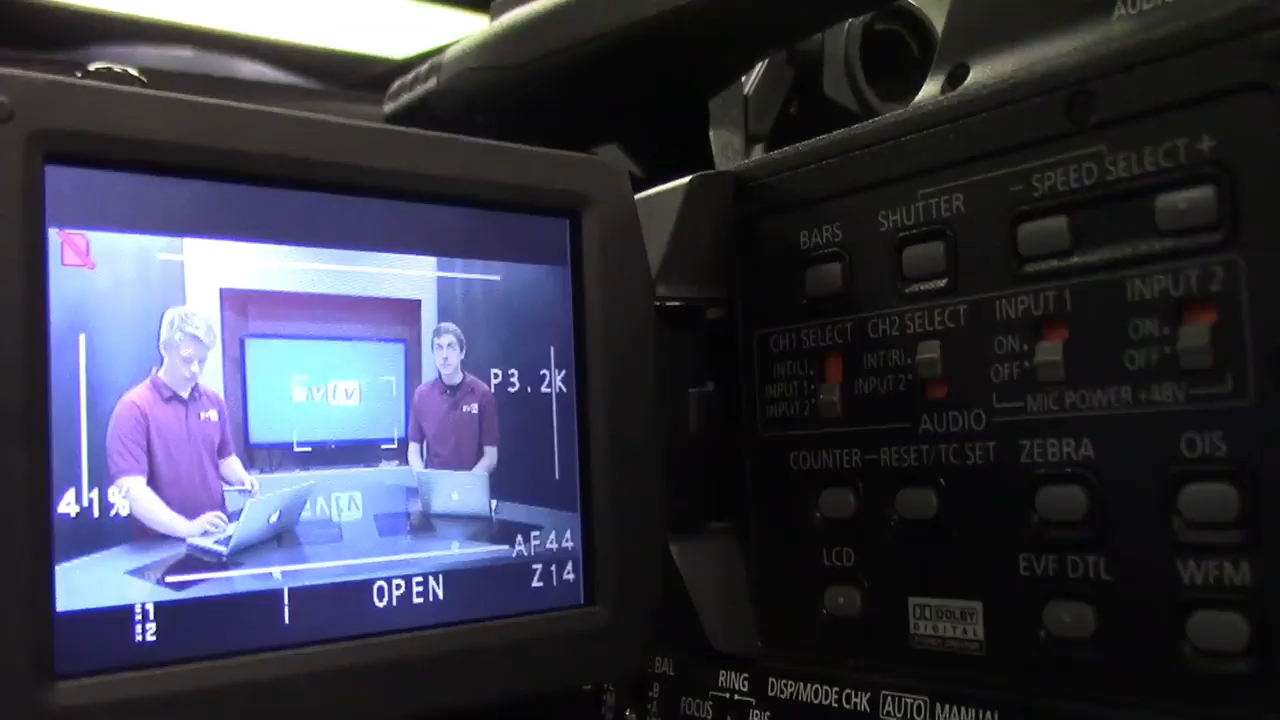 AUDIO
SPEED SELECT +
SHUTTER
BARS
INPUT 2
INPUT 1
CH2 SELECT
CH1 SELECT
ON
OFF
ON
OFF
INT(R)
INPUT 2
INT(L)
INPUT 1
INPUT 2
MIC POWER +48V
AUDIO
COUNTER—RESET/TC SET
ZEBRA
OIS
LCD
EVF DTL
WFM
DOLBY
DIGITAL
BAL
RING
FOCUS
DISP/MODE CHK
AUTO
MANUAL
P3.2K
41%
AF44
Z14
OPEN